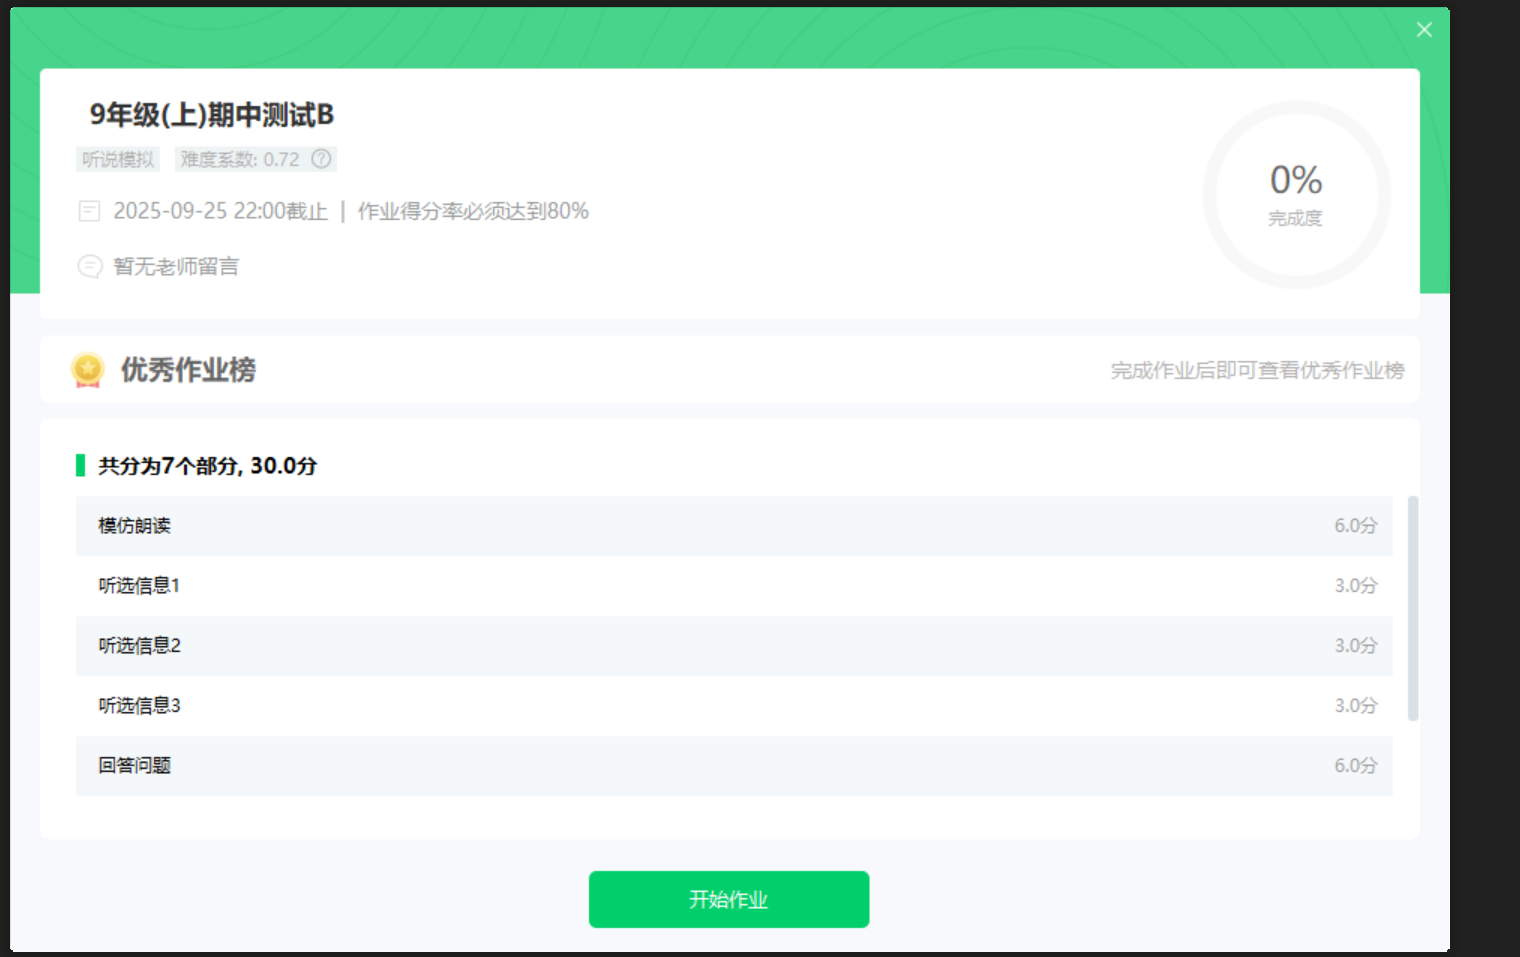 9年级(上)期中测试B
听说模拟 难度系数: 0.72 ?
2025-09-25 22:00截止 | 作业得分率必须达到80%
暂无老师留言
0%
完成度
优秀作业榜 完成作业后即可查看优秀作业榜
共分为7个部分, 30.0分
模仿朗读 6.0分
听选信息1 3.0分
听选信息2 3.0分
听选信息3 3.0分
回答问题 6.0分
开始作业